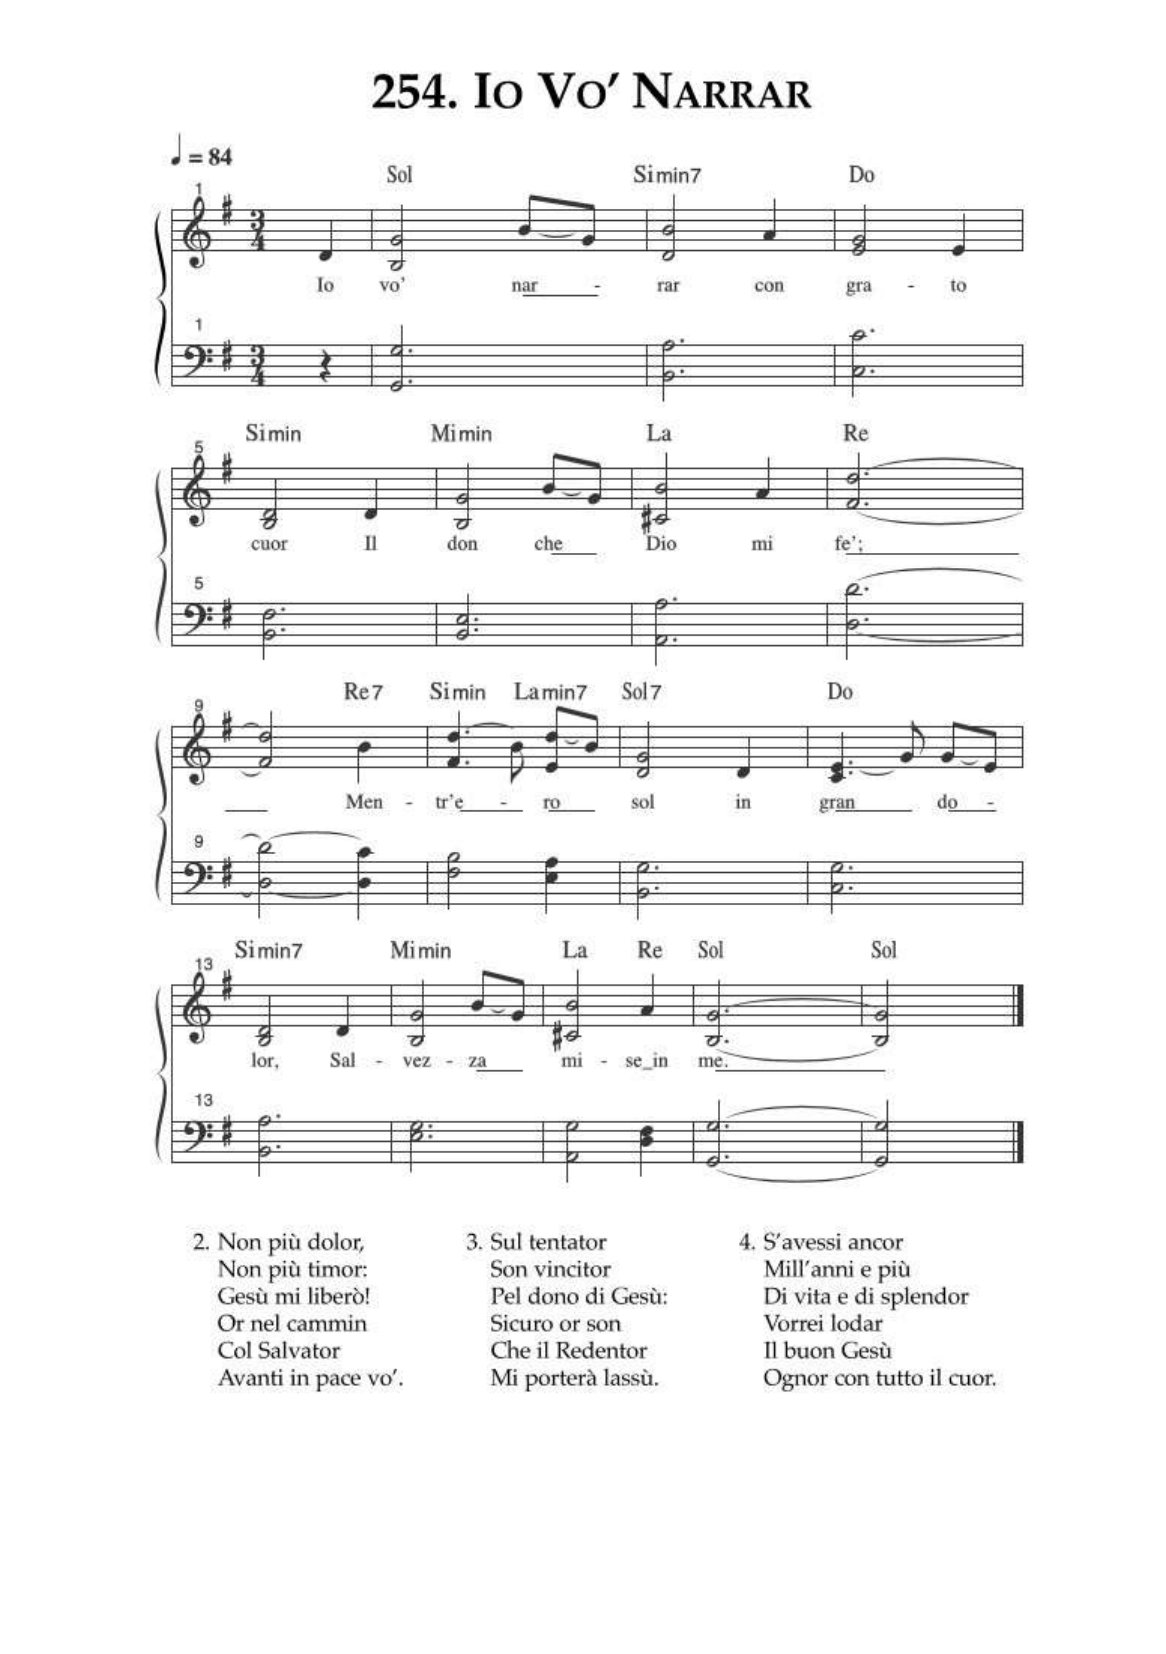 254. Io Vo' Narrar
♩ = 84
Sol Simin7 Do
1
3/4
Io vo' nar - rar con gra - to
1
3/4
Simin Mimin La Re
5
cuor Il don che Dio mi fe';
5
Re7 Simin Lamin7 Sol7 Do
9
Men - tr'e - ro sol in gran do -
9
Simin7 Mimin La Re Sol Sol
13
lor, Sal - vez - za mi - se_in me.
13
2. Non più dolor,
Non più timor:
Gesù mi liberò!
Or nel cammin
Col Salvator
Avanti in pace vo'.
3. Sul tentator
Son vincitor
Pel dono di Gesù:
Sicuro or son
Che il Redentor
Mi porterà lassù.
4. S'avessi ancor
Mill'anni e più
Di vita e di splendor
Vorrei lodar
Il buon Gesù
Ognor con tutto il cuor.